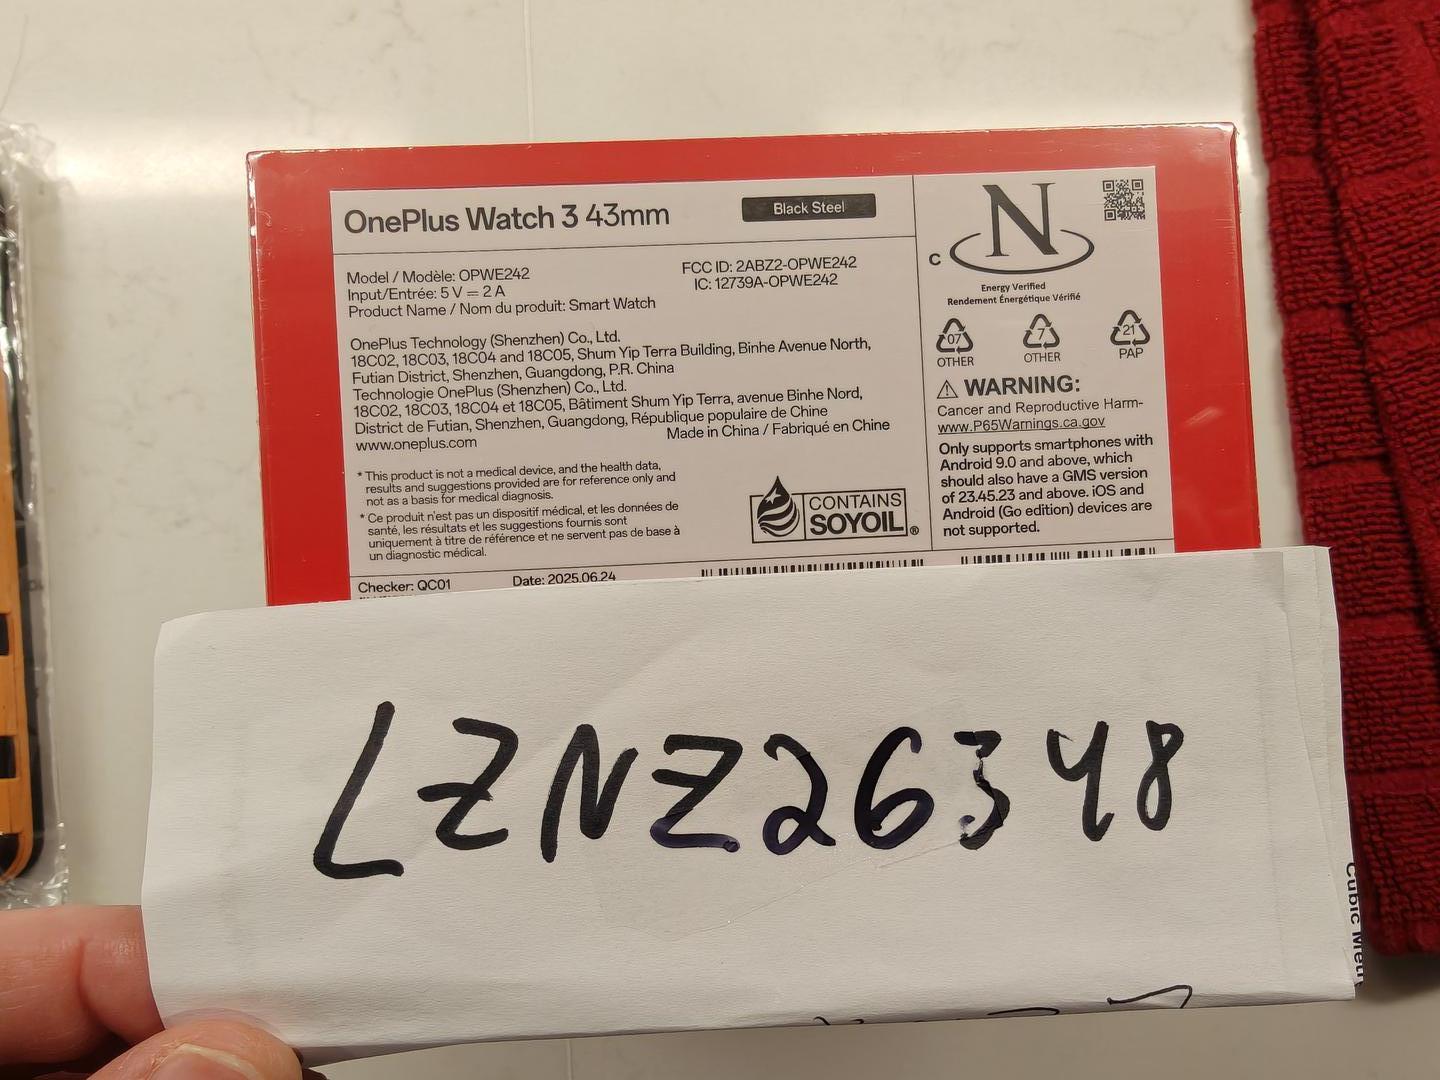 OnePlus Watch 3 43mm
Black Steel
Model / Modèle: OPWE242
Input/Entrée: 5 V ⎓ 2 A
Product Name / Nom du produit: Smart Watch
FCC ID: 2ABZ2-OPWE242
IC: 12739A-OPWE242
OnePlus Technology (Shenzhen) Co., Ltd.
18C02, 18C03, 18C04 and 18C05, Shum Yip Terra Building, Binhe Avenue North,
Futian District, Shenzhen, Guangdong, P.R. China
Technologie OnePlus (Shenzhen) Co., Ltd.
18C02, 18C03, 18C04 et 18C05, Bâtiment Shum Yip Terra, avenue Binhe Nord,
District de Futian, Shenzhen, Guangdong, République populaire de Chine
www.oneplus.com
Made in China / Fabriqué en Chine
* This product is not a medical device, and the health data,
results and suggestions provided are for reference only and
not as a basis for medical diagnosis.
* Ce produit n'est pas un dispositif médical, et les données de
santé, les résultats et les suggestions fournis sont
uniquement à titre de référence et ne servent pas de base à
un diagnostic médical.
CONTAINS
SOYOIL®
Checker: QC01
Date: 2025.06.24
C N
Energy Verified
Rendement Énergétique Vérifié
07
OTHER
7
OTHER
21
PAP
⚠ WARNING:
Cancer and Reproductive Harm-
www.P65Warnings.ca.gov
Only supports smartphones with
Android 9.0 and above, which
should also have a GMS version
of 23.45.23 and above. iOS and
Android (Go edition) devices are
not supported.
LZNZ26348
Cubic Met